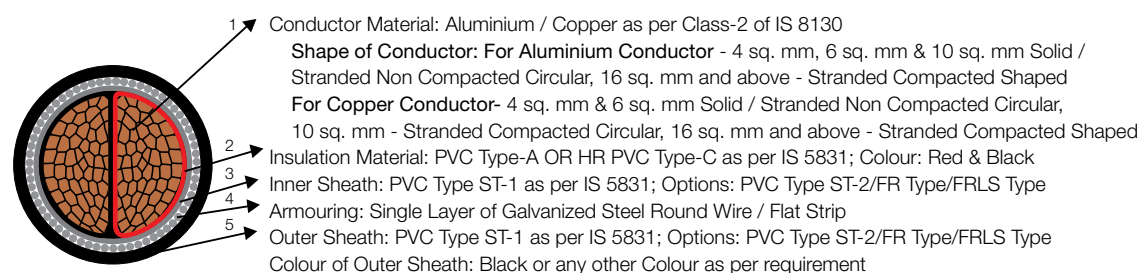 1 Conductor Material: Aluminium / Copper as per Class-2 of IS 8130
Shape of Conductor: For Aluminium Conductor - 4 sq. mm, 6 sq. mm & 10 sq. mm Solid /
Stranded Non Compacted Circular, 16 sq. mm and above - Stranded Compacted Shaped
For Copper Conductor- 4 sq. mm & 6 sq. mm Solid / Stranded Non Compacted Circular,
10 sq. mm - Stranded Compacted Circular, 16 sq. mm and above - Stranded Compacted Shaped
2 Insulation Material: PVC Type-A OR HR PVC Type-C as per IS 5831; Colour: Red & Black
3 Inner Sheath: PVC Type ST-1 as per IS 5831; Options: PVC Type ST-2/FR Type/FRLS Type
4 Armouring: Single Layer of Galvanized Steel Round Wire / Flat Strip
5 Outer Sheath: PVC Type ST-1 as per IS 5831; Options: PVC Type ST-2/FR Type/FRLS Type
Colour of Outer Sheath: Black or any other Colour as per requirement